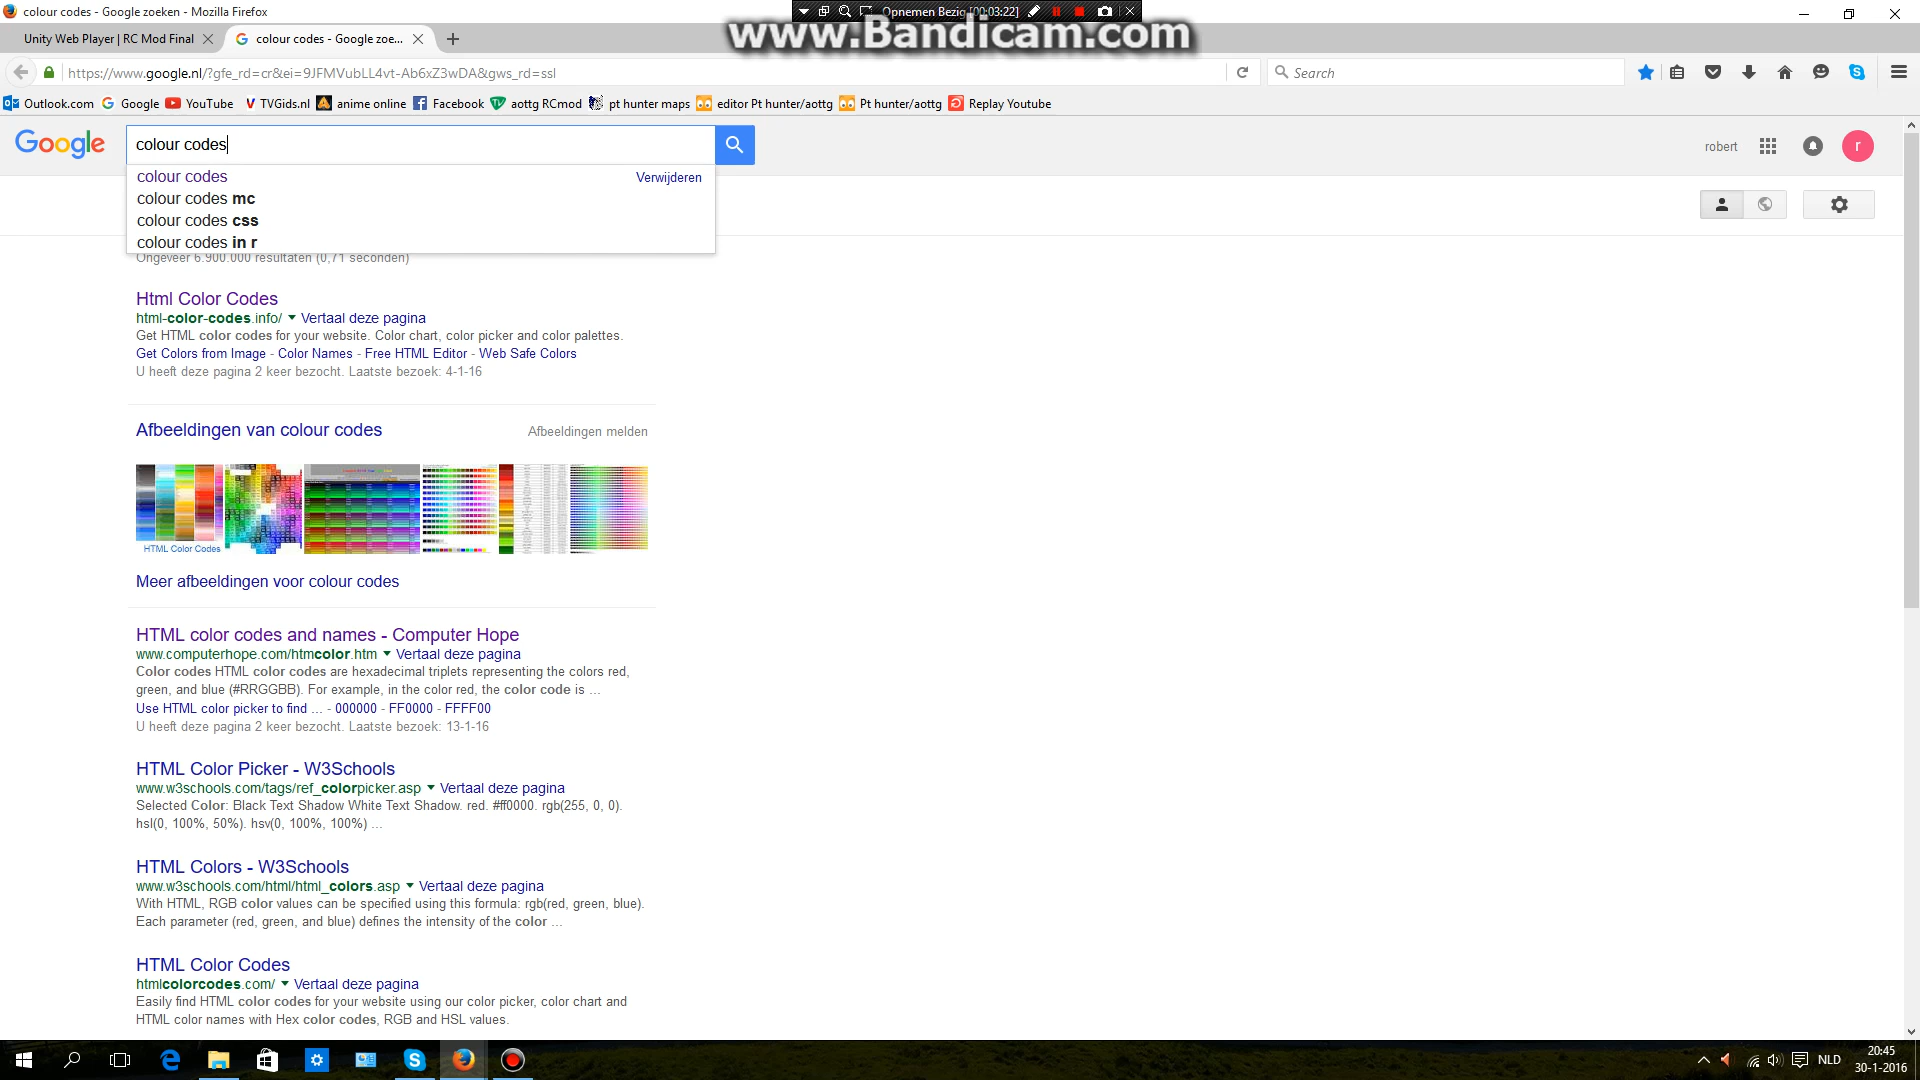 colour codes - Google zoeken - Mozilla Firefox
Opnemen Bezig [00:03:22]
www.Bandicam.com
Unity Web Player | RC Mod Final
colour codes - Google zoe...
https://www.google.nl/?gfe_rd=cr&ei=9JFMVubLL4vt-Ab6xZ3wDA&gws_rd=ssl
Search
Outlook.com Google YouTube TVGids.nl anime online Facebook aottg RCmod pt hunter maps editor Pt hunter/aottg Pt hunter/aottg Replay Youtube
Google
colour codes
robert
r
colour codes Verwijderen
colour codes mc
colour codes css
colour codes in r
Ongeveer 6.900.000 resultaten (0,71 seconden)
Html Color Codes
html-color-codes.info/ Vertaal deze pagina
Get HTML color codes for your website. Color chart, color picker and color palettes.
Get Colors from Image - Color Names - Free HTML Editor - Web Safe Colors
U heeft deze pagina 2 keer bezocht. Laatste bezoek: 4-1-16
Afbeeldingen van colour codes Afbeeldingen melden
HTML Color Codes
Meer afbeeldingen voor colour codes
HTML color codes and names - Computer Hope
www.computerhope.com/htmcolor.htm Vertaal deze pagina
Color codes HTML color codes are hexadecimal triplets representing the colors red,
green, and blue (#RRGGBB). For example, in the color red, the color code is ...
Use HTML color picker to find ... - 000000 - FF0000 - FFFF00
U heeft deze pagina 2 keer bezocht. Laatste bezoek: 13-1-16
HTML Color Picker - W3Schools
www.w3schools.com/tags/ref_colorpicker.asp Vertaal deze pagina
Selected Color: Black Text Shadow White Text Shadow. red. #ff0000. rgb(255, 0, 0).
hsl(0, 100%, 50%). hsv(0, 100%, 100%) ...
HTML Colors - W3Schools
www.w3schools.com/html/html_colors.asp Vertaal deze pagina
With HTML, RGB color values can be specified using this formula: rgb(red, green, blue).
Each parameter (red, green, and blue) defines the intensity of the color ...
HTML Color Codes
htmlcolorcodes.com/ Vertaal deze pagina
Easily find HTML color codes for your website using our color picker, color chart and
HTML color names with Hex color codes, RGB and HSL values.
NLD
20:45
30-1-2016